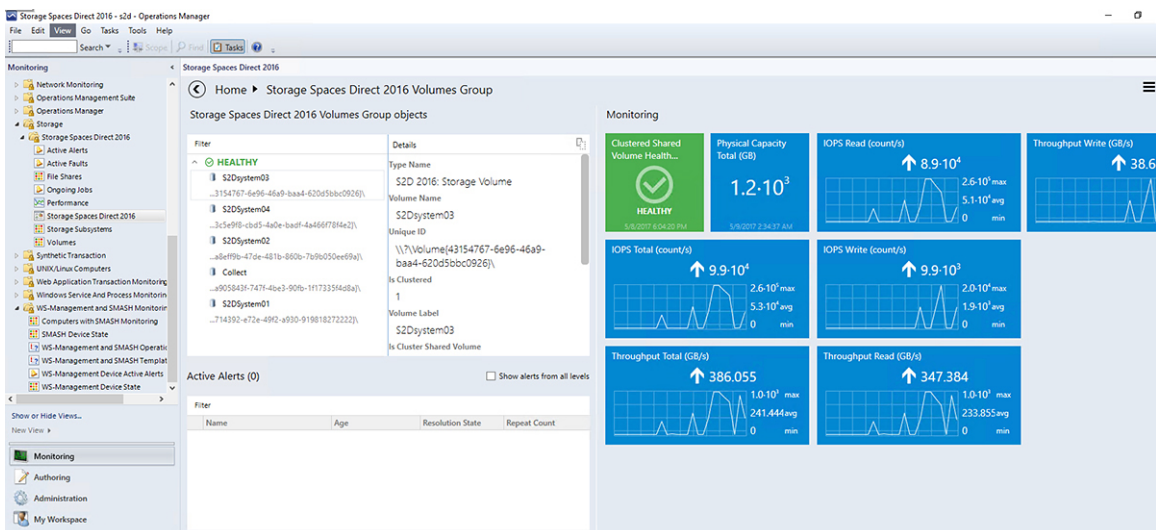 Storage Spaces Direct 2016 - s2d - Operations Manager
File Edit View Go Tasks Tools Help
Search Scope Find Tasks
Monitoring
Network Monitoring
Operations Management Suite
Operations Manager
Storage
Storage Spaces Direct 2016
Active Alerts
Active Faults
File Shares
Ongoing Jobs
Performance
Storage Spaces Direct 2016
Storage Subsystems
Volumes
Synthetic Transaction
UNIX/Linux Computers
Web Application Transaction Monitoring
Windows Service And Process Monitorin
WS-Management and SMASH Monitorin
Computers with SMASH Monitoring
SMASH Device State
WS-Management and SMASH Operatic
WS-Management and SMASH Templat
WS-Management Device Active Alerts
WS-Management Device State
Show or Hide Views...
New View
Monitoring
Authoring
Administration
My Workspace
Storage Spaces Direct 2016
Home Storage Spaces Direct 2016 Volumes Group
Storage Spaces Direct 2016 Volumes Group objects
Filter
HEALTHY
S2Dsystem03
...3154767-6e96-46a9-baa4-620d5bbc0926}\
S2DSystem04
...3c5e9f8-cbd5-4a0e-badf-4a466f78f4e2}\
S2DSystem02
...a8eff9b-47de-481b-860b-7b9b050ee69a}\
Collect
...a905843f-747f-4be3-90fb-1f17335f4d8a}\
S2DSystem01
...714392-e72e-49f2-a930-919818272222}\
Details
Type Name
S2D 2016: Storage Volume
Volume Name
S2Dsystem03
Unique ID
\\?\Volume{43154767-6e96-46a9-
baa4-620d5bbc0926}\
Is Clustered
1
Volume Label
S2Dsystem03
Is Cluster Shared Volume
Active Alerts (0)
Show alerts from all levels
Filter
Name Age Resolution State Repeat Count
Monitoring
Clustered Shared
Volume Health...
HEALTHY
5/8/2017 6:04:20 PM
Physical Capacity
Total (GB)
1.2·10³
5/9/2017 2:34:37 AM
IOPS Read (count/s)
8.9·10⁴
2.6·10⁵ max
5.1·10⁴ avg
0 min
Throughput Write (GB/s)
38.6
IOPS Total (count/s)
9.9·10⁴
2.6·10⁵ max
5.3·10⁴ avg
0 min
IOPS Write (count/s)
9.9·10³
2.0·10⁴ max
1.9·10³ avg
0 min
Throughput Total (GB/s)
386.055
1.0·10³ max
241.444avg
0 min
Throughput Read (GB/s)
347.384
1.0·10³ max
233.855avg
0 min